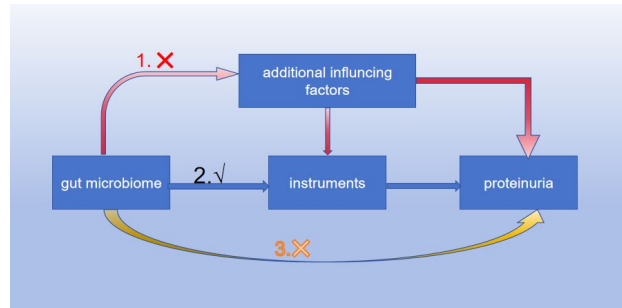 1. ×
additional influncing
factors
gut microbiome
2.√
instruments
proteinuria
3.×